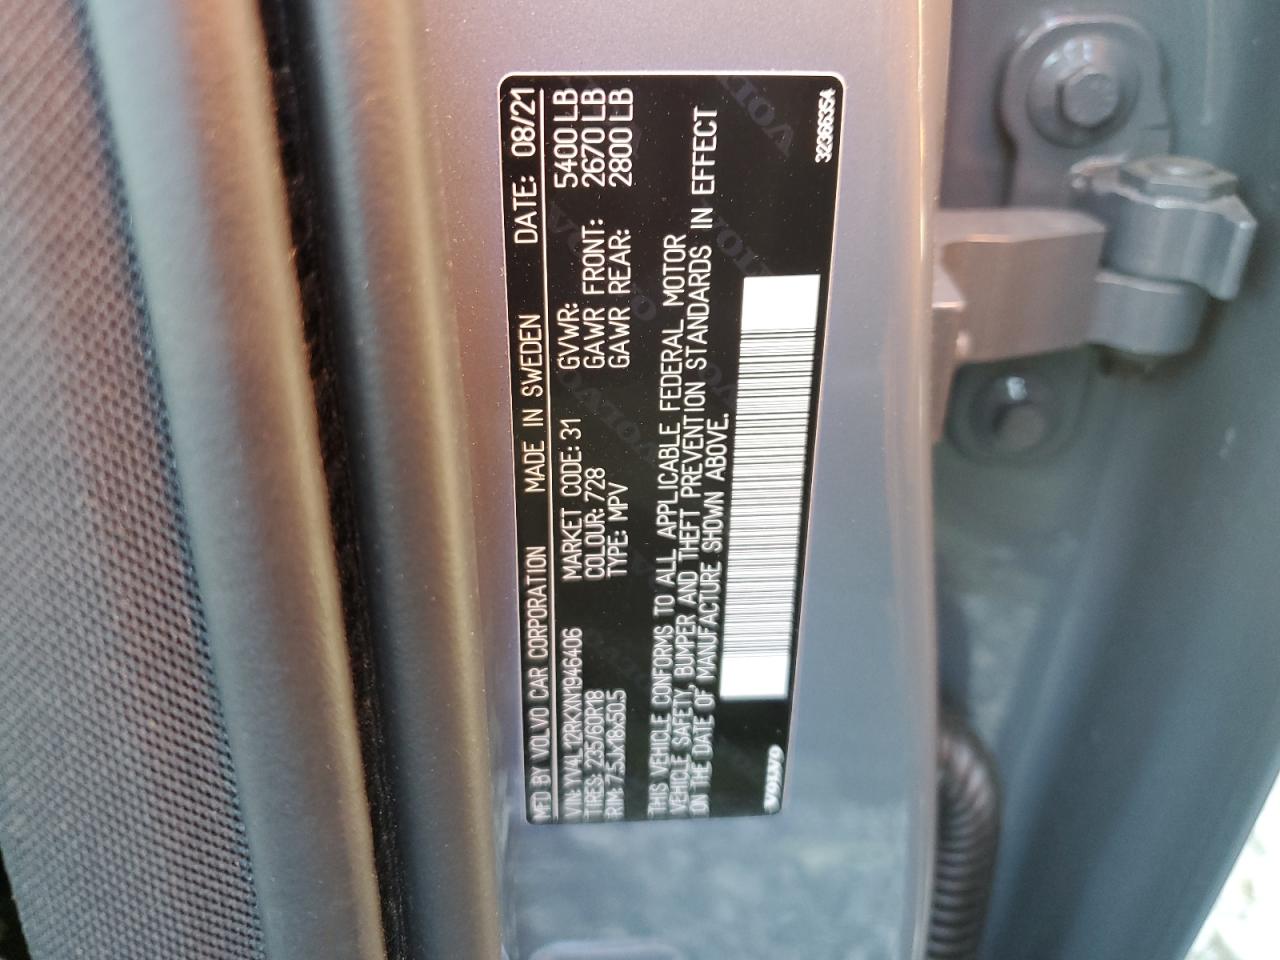 MFD BY VOLVO CAR CORPORATION MADE IN SWEDEN DATE: 08/21
VIN: YV4L12RKXN1946406 MARKET CODE: 31 GVWR: 5400 LB
TIRES: 235/60R18 COLOUR: 728 GAWR FRONT: 2670 LB
RIM: 7.5Jx18x50.5 TYPE: MPV GAWR REAR: 2800 LB
THIS VEHICLE CONFORMS TO ALL APPLICABLE FEDERAL MOTOR
VEHICLE SAFETY, BUMPER AND THEFT PREVENTION STANDARDS IN EFFECT
ON THE DATE OF MANUFACTURE SHOWN ABOVE.
VOLVO
32366354